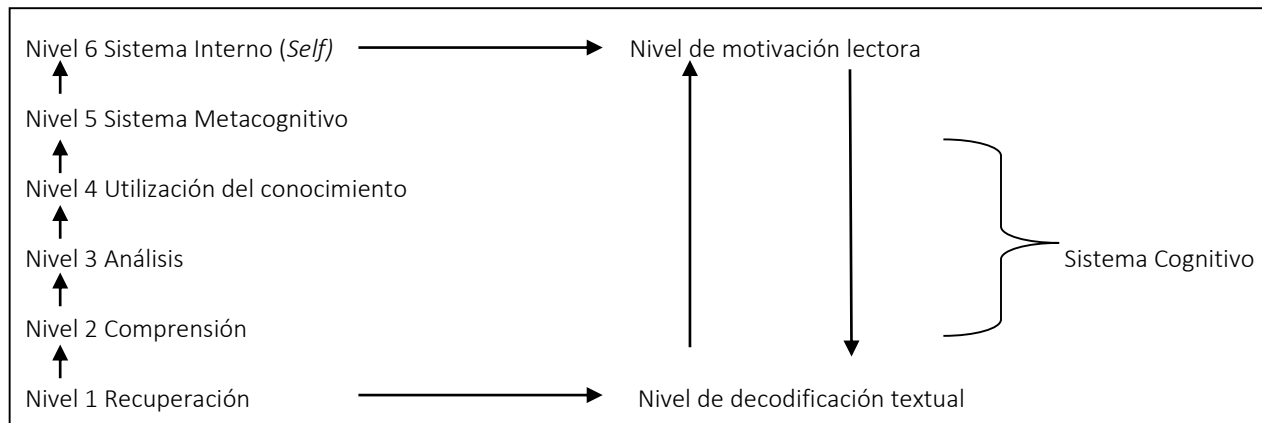 Nivel 6 Sistema Interno (Self)
Nivel de motivación lectora
Nivel 5 Sistema Metacognitivo
Nivel 4 Utilización del conocimiento
Nivel 3 Análisis
Sistema Cognitivo
Nivel 2 Comprensión
Nivel 1 Recuperación
Nivel de decodificación textual